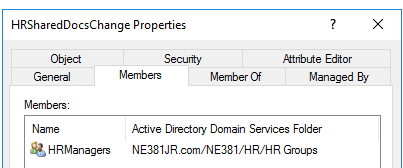 HRSharedDocsChange Properties ? ×
Object Security Attribute Editor
General Members Member Of Managed By
Members:
Name Active Directory Domain Services Folder
HRManagers NE381JR.com/NE381/HR/HR Groups